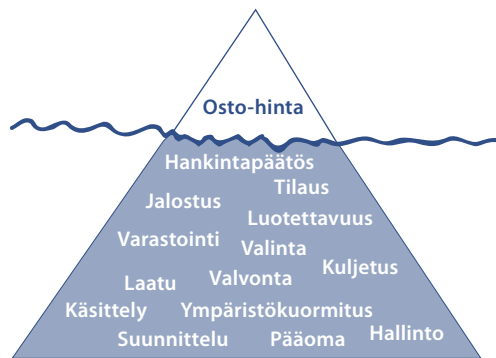 Osto-hinta
Hankintapäätös
Tilaus
Jalostus
Luotettavuus
Varastointi
Valinta
Kuljetus
Valvonta
Laatu
Käsittely
Ympäristökuormitus
Hallinto
Suunnittelu
Pääoma